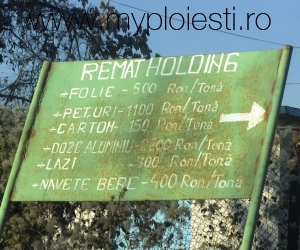 www.myploiesti.ro
REMAT HOLDING
÷FOLIE - 500 Ron/Tonă
÷PET.URI - 1100 Ron/Tonă
÷CARTON - 150 Ron/Tonă
÷DOZE ALUMINIU - 2200 Ron/Tonă
÷LAZI - 300 Ron/Tonă
÷NAVETE BERE - 400 Ron/Tonă